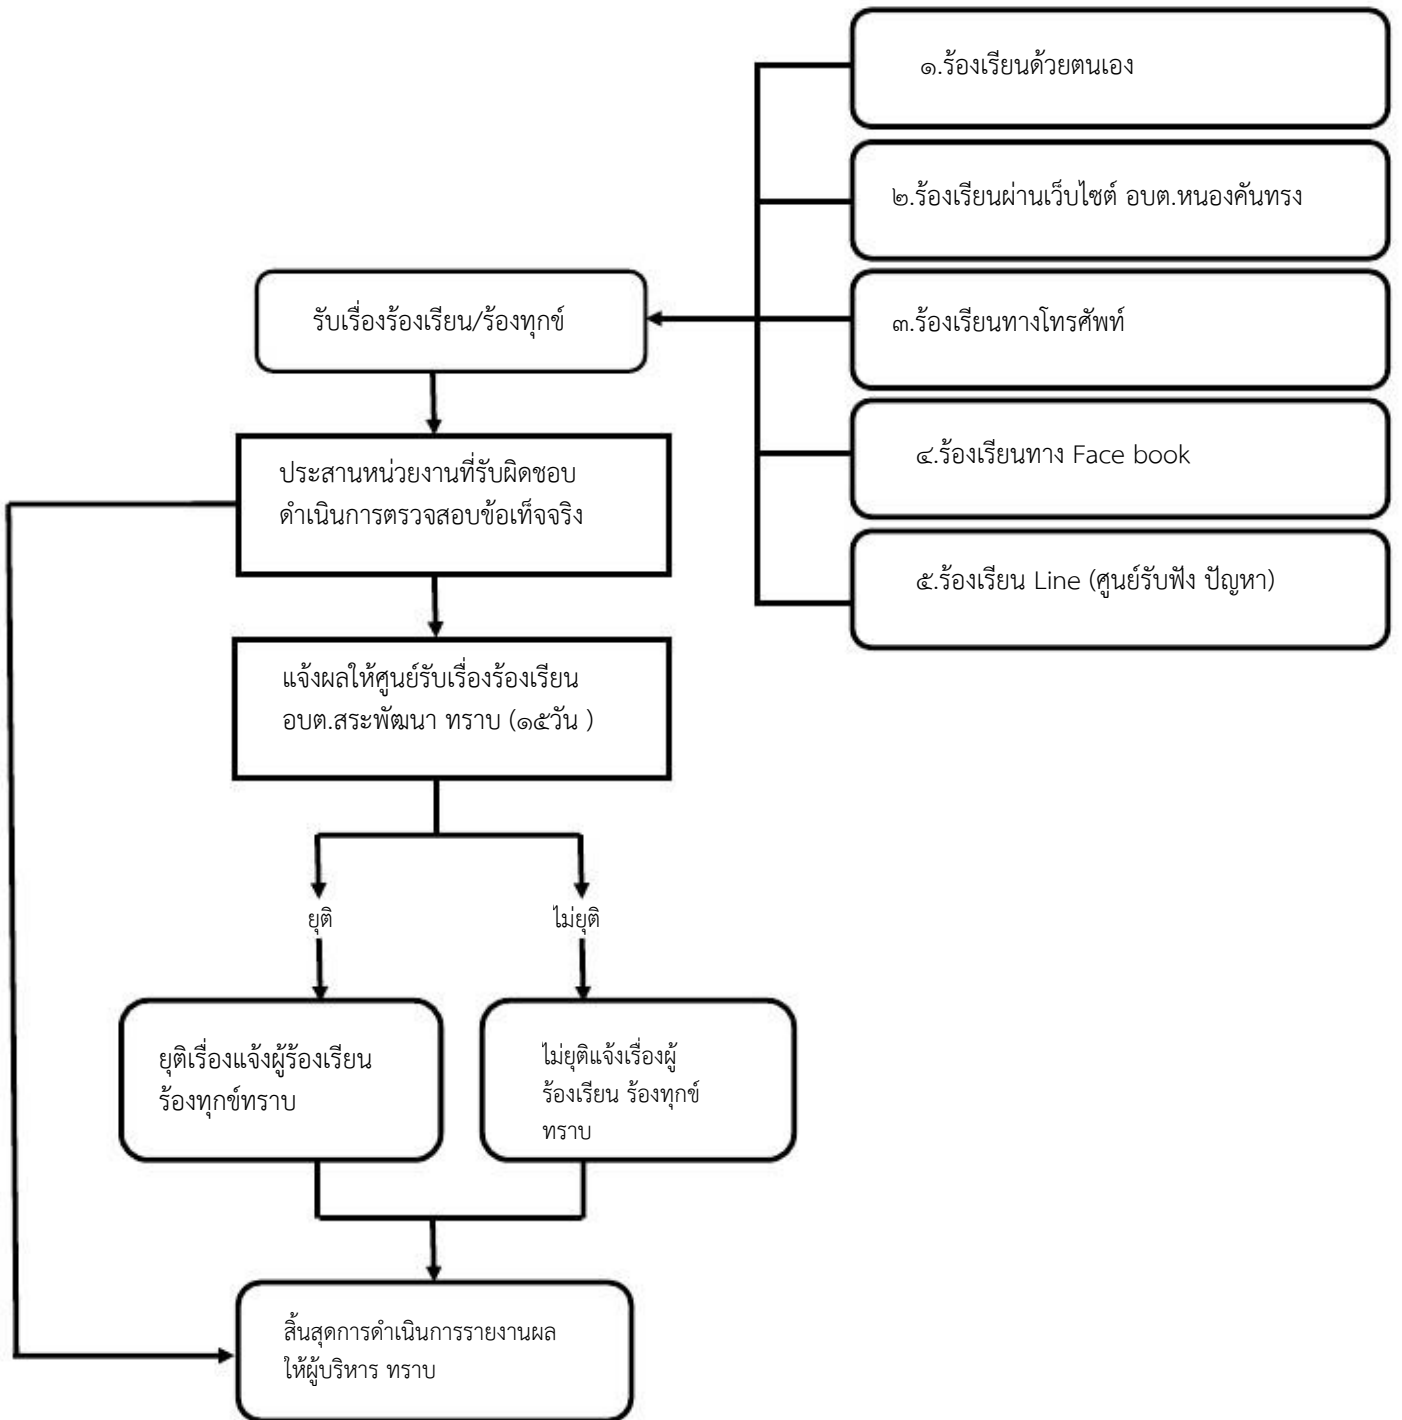 ๑.ร้องเรียนด้วยตนเอง
๒.ร้องเรียนผ่านเว็บไซต์ อบต.หนองคันทรง
๓.ร้องเรียนทางโทรศัพท์
๔.ร้องเรียนทาง Face book
๕.ร้องเรียน Line (ศูนย์รับฟัง ปัญหา)
รับเรื่องร้องเรียน/ร้องทุกข์
ประสานหน่วยงานที่รับผิดชอบ
ดำเนินการตรวจสอบข้อเท็จจริง
แจ้งผลให้ศูนย์รับเรื่องร้องเรียน
อบต.สระพัฒนา ทราบ (๑๕วัน )
ยุติ
ไม่ยุติ
ยุติเรื่องแจ้งผู้ร้องเรียน
ร้องทุกข์ทราบ
ไม่ยุติแจ้งเรื่องผู้
ร้องเรียน ร้องทุกข์
ทราบ
สิ้นสุดการดำเนินการรายงานผล
ให้ผู้บริหาร ทราบ